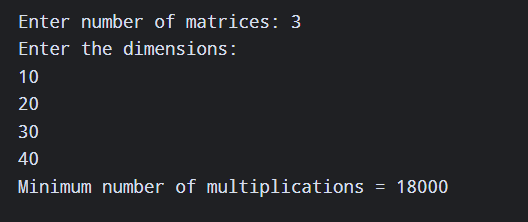 Enter number of matrices: 3
Enter the dimensions:
10
20
30
40
Minimum number of multiplications = 18000